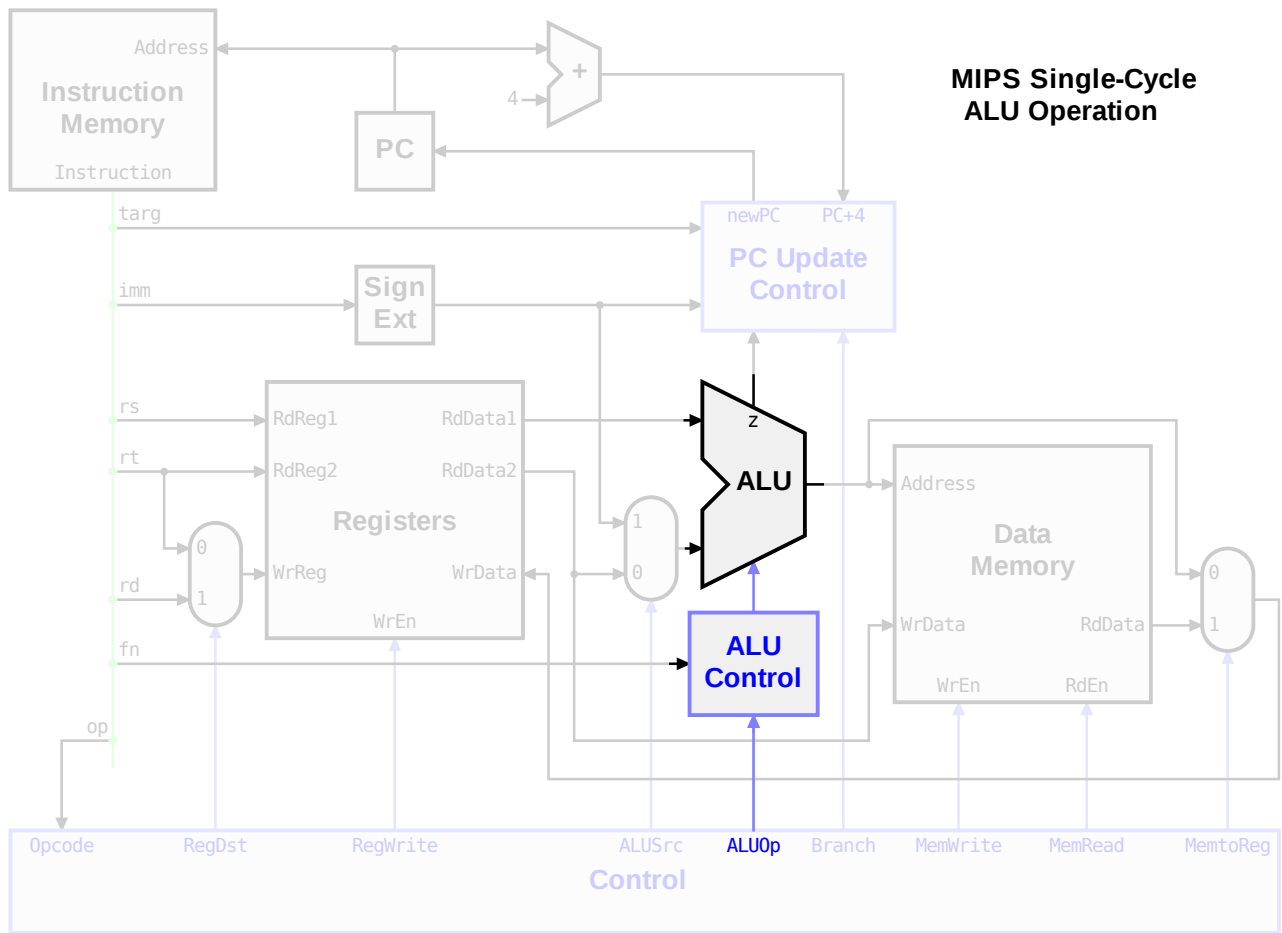 MIPS Single-Cycle
ALU Operation
Address
Instruction
Memory
Instruction
+
4
PC
targ
newPC PC+4
PC Update
Control
imm
Sign
Ext
rs
RdReg1 RdData1
rt
RdReg2 RdData2
Registers
z
ALU
Address
Data
Memory
0
1
rd
WrReg WrData
WrEn
1
0
0
1
WrData RdData
WrEn RdEn
fn
ALU
Control
op
Opcode RegDst RegWrite ALUSrc ALUOp Branch MemWrite MemRead MemtoReg
Control